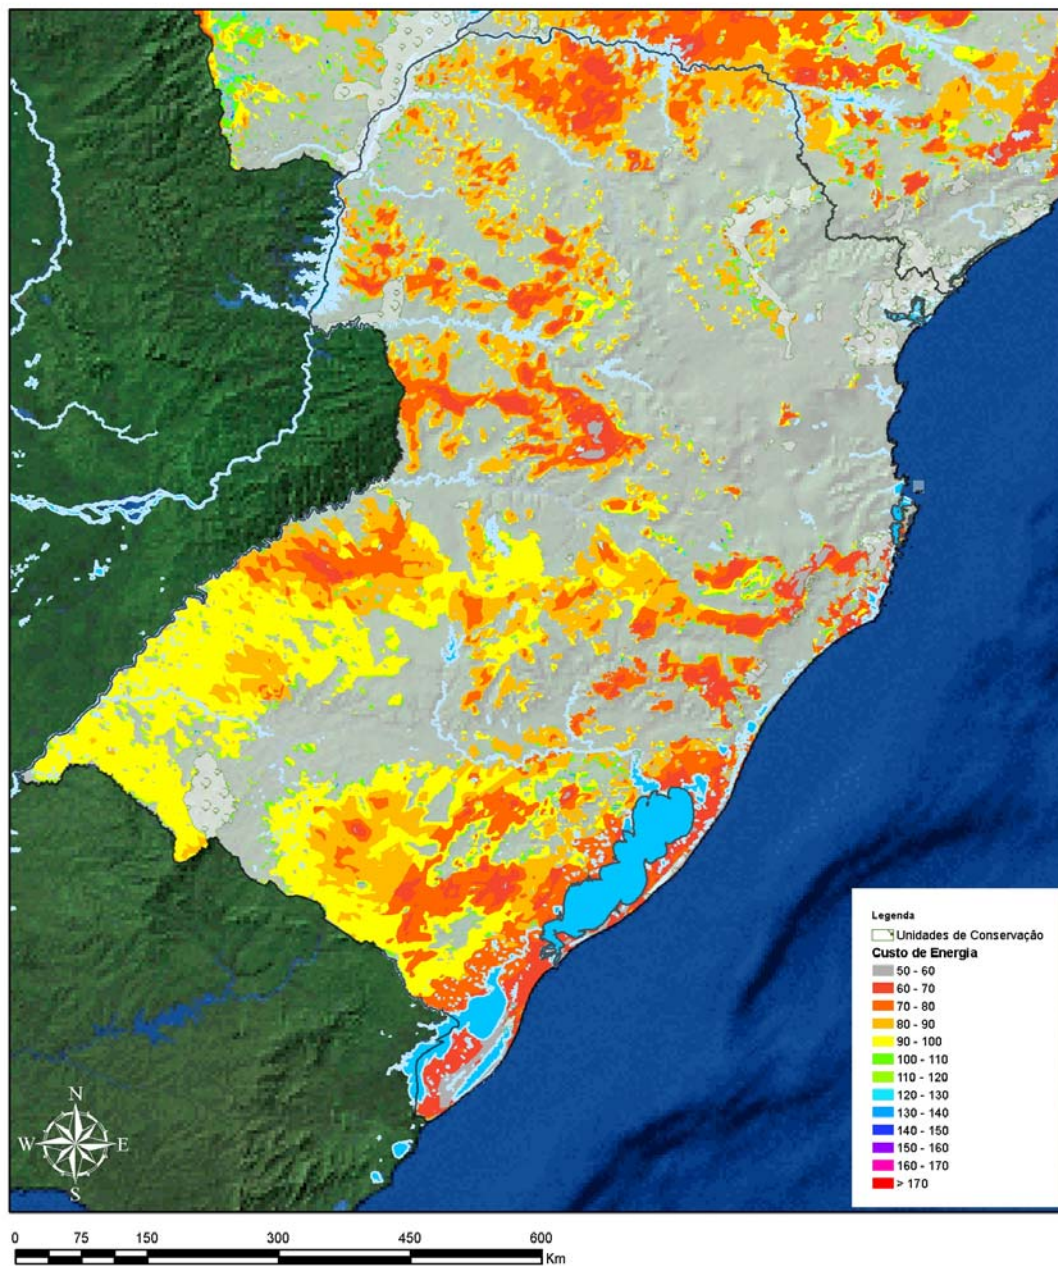 Legenda
Unidades de Conservação
Custo de Energia
50 - 60
60 - 70
70 - 80
80 - 90
90 - 100
100 - 110
110 - 120
120 - 130
130 - 140
140 - 150
150 - 160
160 - 170
> 170
N
W E
S
0 75 150 300 450 600
Km